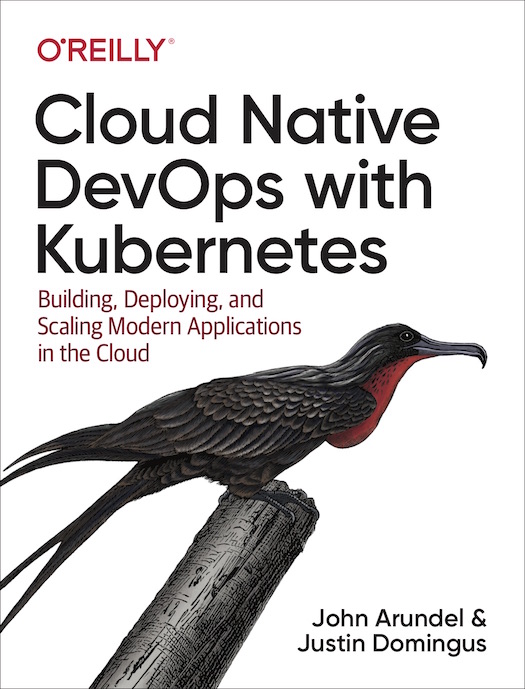 O'REILLY®
Cloud Native
DevOps with
Kubernetes
Building, Deploying, and
Scaling Modern Applications
in the Cloud
John Arundel &
Justin Domingus